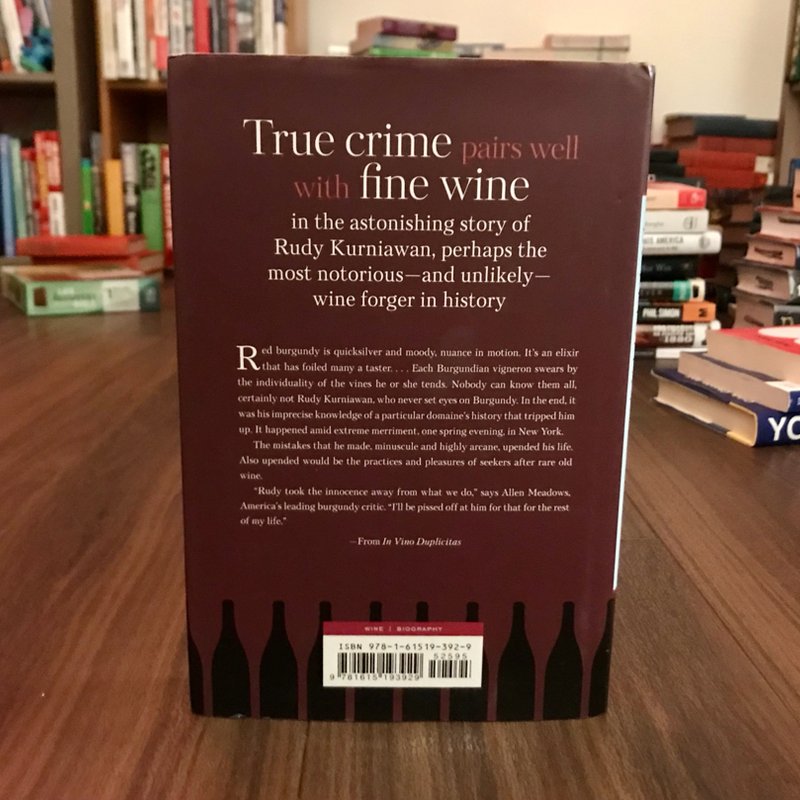 True crime pairs well
with fine wine
in the astonishing story of
Rudy Kurniawan, perhaps the
most notorious—and unlikely—
wine forger in history
Red burgundy is quicksilver and moody, nuance in motion. It's an elixir
that has foiled many a taster. . . . Each Burgundian vigneron swears by
the individuality of the vines he or she tends. Nobody can know them all,
certainly not Rudy Kurniawan, who never set eyes on Burgundy. In the end, it
was his imprecise knowledge of a particular domaine's history that tripped him
up. It happened amid extreme merriment, one spring evening, in New York.
The mistakes that he made, minuscule and highly arcane, upended his life.
Also upended would be the practices and pleasures of seekers after rare old
wine.
"Rudy took the innocence away from what we do," says Allen Meadows,
America's leading burgundy critic. "I'll be pissed off at him for that for the rest
of my life."
—From In Vino Duplicitas
WINE | BIOGRAPHY
ISBN 978-1-61519-392-9
52595
9 781615 193929
AMERICA
PHIL SIMON
1980
YO